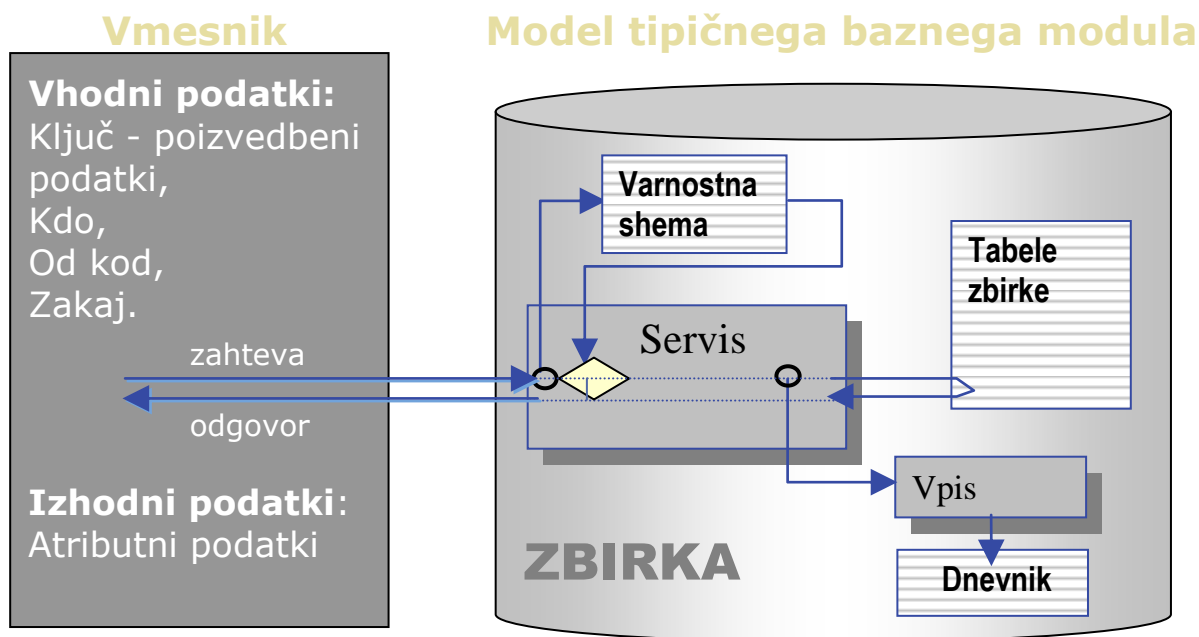 Vmesnik
Model tipičnega baznega modula
Vhodni podatki:
Ključ - poizvedbeni
podatki,
Kdo,
Od kod,
Zakaj.
zahteva
odgovor
Izhodni podatki:
Atributni podatki
Varnostna
shema
Tabele
zbirke
Servis
Vpis
Dnevnik
ZBIRKA